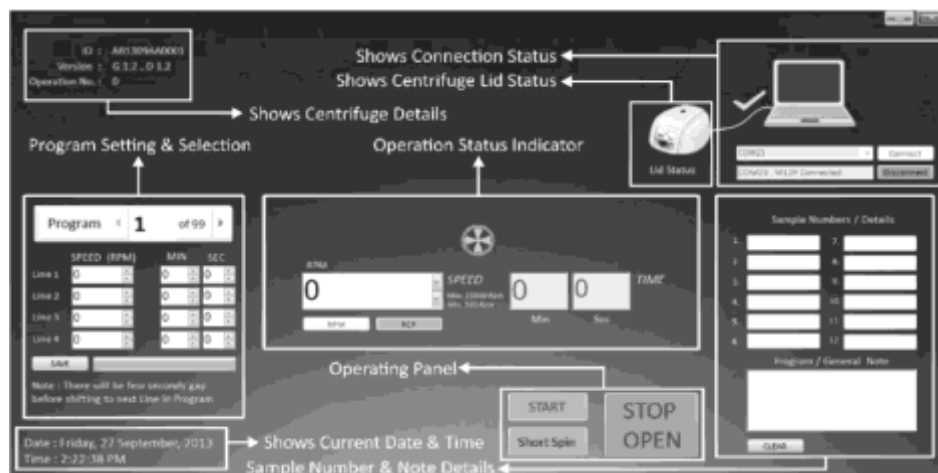 ID : AR1309AA0001
Version : G 1.2 , D 1.2
Operation No. : 0
Shows Connection Status
Shows Centrifuge Lid Status
Shows Centrifuge Details
Program Setting & Selection
Operation Status Indicator
Lid Status
COM23
Connect
COM23 : M12P Connected
Disconnect
Program 1 of 99
SPEED (RPM) MIN SEC
Line 1 0 0 0
Line 2 0 0 0
Line 3 0 0 0
Line 4 0 0 0
SAVE
Note : There will be few seconds gap
before shifting to next Line in Program
RPM
0
SPEED
0 0
TIME
Min Sec
RPM RCF
Sample Numbers / Details
1. 7.
2. 8.
3. 9.
4. 10.
5. 11.
6. 12.
Program / General Note
CLEAR
Operating Panel
START
Short Spin
STOP
OPEN
Date : Friday, 27 September, 2013
Time : 2:22:38 PM
Shows Current Date & Time
Sample Number & Note Details